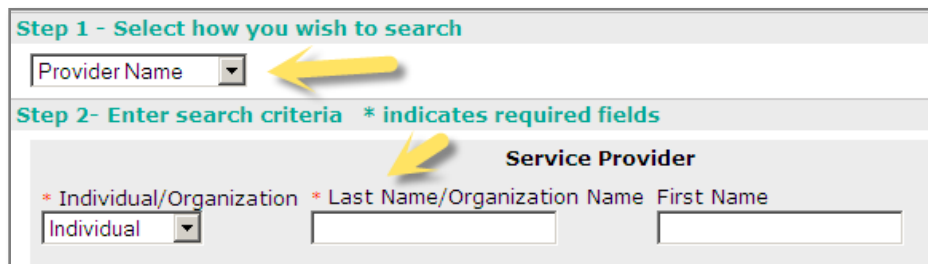 Step 1 - Select how you wish to search
Provider Name
Step 2- Enter search criteria * indicates required fields
Service Provider
* Individual/Organization * Last Name/Organization Name First Name
Individual